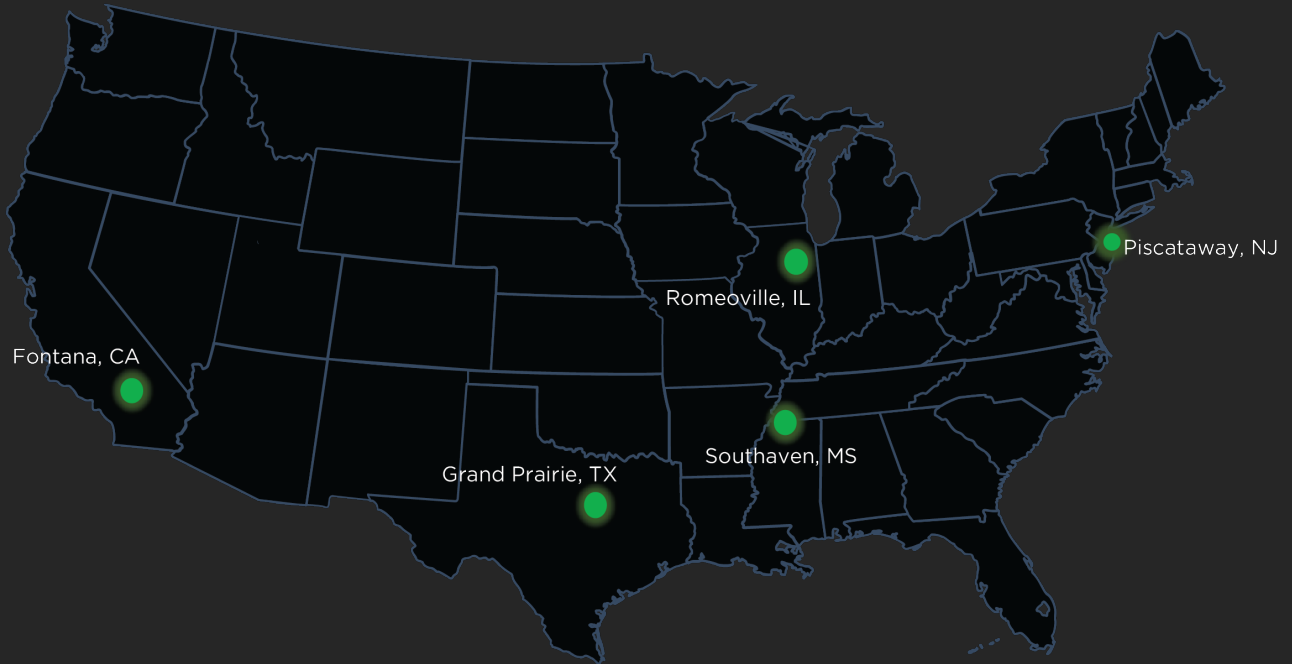 Piscataway, NJ
Romeoville, IL
Fontana, CA
Southaven, MS
Grand Prairie, TX